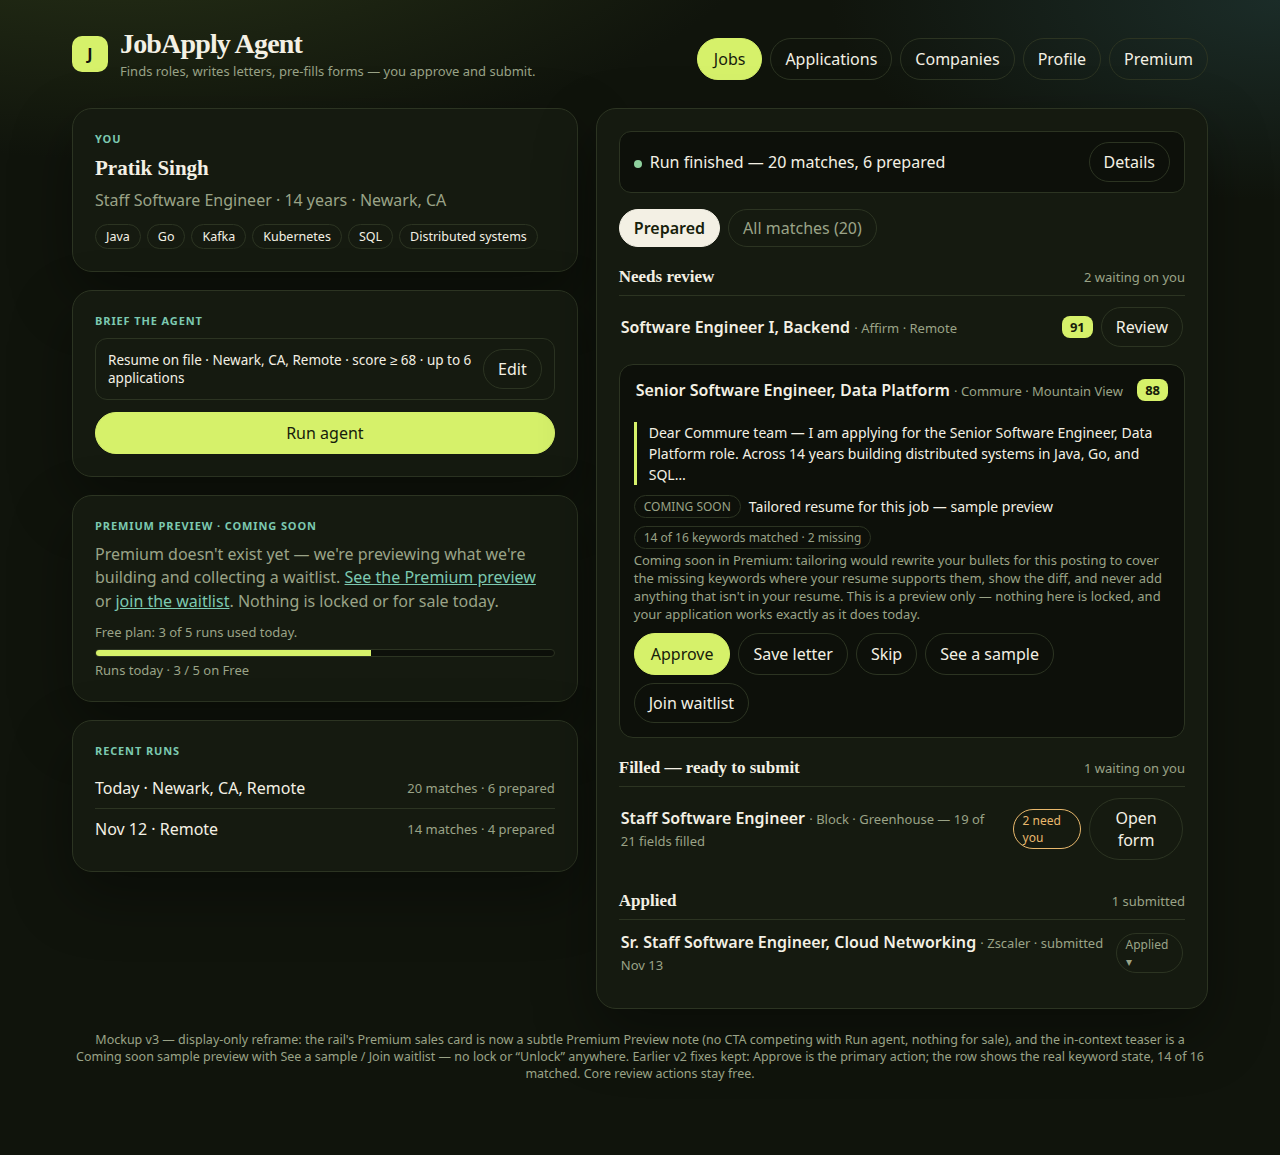 J
JobApply Agent
Finds roles, writes letters, pre-fills forms — you approve and submit.
Jobs
Applications
Companies
Profile
Premium
YOU
Pratik Singh
Staff Software Engineer · 14 years · Newark, CA
Java
Go
Kafka
Kubernetes
SQL
Distributed systems
BRIEF THE AGENT
Resume on file · Newark, CA, Remote · score ≥ 68 · up to 6
applications
Edit
Run agent
PREMIUM PREVIEW · COMING SOON
Premium doesn't exist yet — we're previewing what we're
building and collecting a waitlist. See the Premium preview
or join the waitlist. Nothing is locked or for sale today.
Free plan: 3 of 5 runs used today.
Runs today · 3 / 5 on Free
RECENT RUNS
Today · Newark, CA, Remote
20 matches · 6 prepared
Nov 12 · Remote
14 matches · 4 prepared
Run finished — 20 matches, 6 prepared
Details
Prepared
All matches (20)
Needs review
2 waiting on you
Software Engineer I, Backend · Affirm · Remote
91
Review
Senior Software Engineer, Data Platform · Commure · Mountain View
88
Dear Commure team — I am applying for the Senior Software Engineer, Data
Platform role. Across 14 years building distributed systems in Java, Go, and
SQL...
COMING SOON
Tailored resume for this job — sample preview
14 of 16 keywords matched · 2 missing
Coming soon in Premium: tailoring would rewrite your bullets for this posting to cover
the missing keywords where your resume supports them, show the diff, and never add
anything that isn't in your resume. This is a preview only — nothing here is locked, and
your application works exactly as it does today.
Approve
Save letter
Skip
See a sample
Join waitlist
Filled — ready to submit
1 waiting on you
Staff Software Engineer · Block · Greenhouse — 19 of
21 fields filled
2 need
you
Open
form
Applied
1 submitted
Sr. Staff Software Engineer, Cloud Networking · Zscaler · submitted
Nov 13
Applied
▾
Mockup v3 — display-only reframe: the rail's Premium sales card is now a subtle Premium Preview note (no CTA competing with Run agent, nothing for sale), and the in-context teaser is a
Coming soon sample preview with See a sample / Join waitlist — no lock or “Unlock” anywhere. Earlier v2 fixes kept: Approve is the primary action; the row shows the real keyword state, 14 of 16
matched. Core review actions stay free.